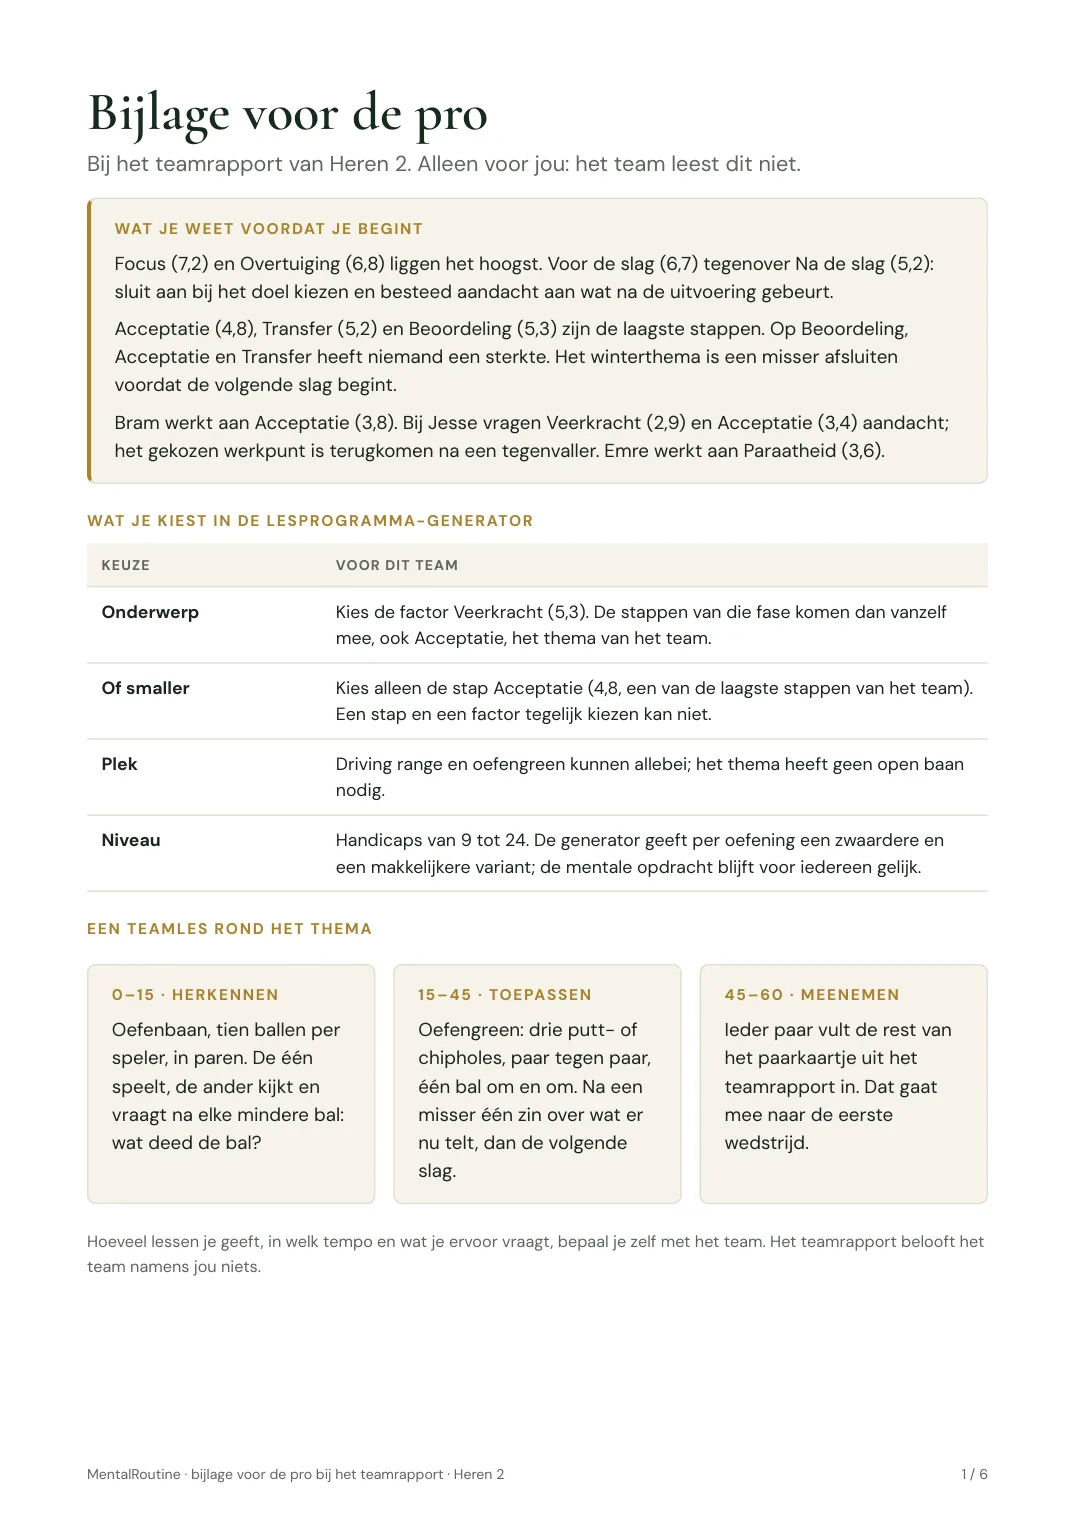 Bijlage voor de pro
Bij het teamrapport van Heren 2. Alleen voor jou: het team leest dit niet.
WAT JE WEET VOORDAT JE BEGINT
Focus (7,2) en Overtuiging (6,8) liggen het hoogst. Voor de slag (6,7) tegenover Na de slag (5,2):
sluit aan bij het doel kiezen en besteed aandacht aan wat na de uitvoering gebeurt.
Acceptatie (4,8), Transfer (5,2) en Beoordeling (5,3) zijn de laagste stappen. Op Beoordeling,
Acceptatie en Transfer heeft niemand een sterkte. Het winterthema is een misser afsluiten
voordat de volgende slag begint.
Bram werkt aan Acceptatie (3,8). Bij Jesse vragen Veerkracht (2,9) en Acceptatie (3,4) aandacht;
het gekozen werkpunt is terugkomen na een tegenvaller. Emre werkt aan Paraatheid (3,6).
WAT JE KIEST IN DE LESPROGRAMMA-GENERATOR
KEUZE VOOR DIT TEAM
Onderwerp Kies de factor Veerkracht (5,3). De stappen van die fase komen dan vanzelf
mee, ook Acceptatie, het thema van het team.
Of smaller Kies alleen de stap Acceptatie (4,8, een van de laagste stappen van het team).
Een stap en een factor tegelijk kiezen kan niet.
Plek Driving range en oefengreen kunnen allebei; het thema heeft geen open baan
nodig.
Niveau Handicaps van 9 tot 24. De generator geeft per oefening een zwaardere en
een makkelijkere variant; de mentale opdracht blijft voor iedereen gelijk.
EEN TEAMLES ROND HET THEMA
0–15 · HERKENNEN
Oefenbaan, tien ballen per
speler, in paren. De één
speelt, de ander kijkt en
vraagt na elke mindere bal:
wat deed de bal?
15–45 · TOEPASSEN
Oefengreen: drie putt- of
chipholes, paar tegen paar,
één bal om en om. Na een
misser één zin over wat er
nu telt, dan de volgende
slag.
45–60 · MEENEMEN
Ieder paar vult de rest van
het paarkaartje uit het
teamrapport in. Dat gaat
mee naar de eerste
wedstrijd.
Hoeveel lessen je geeft, in welk tempo en wat je ervoor vraagt, bepaal je zelf met het team. Het teamrapport belooft het
team namens jou niets.
MentalRoutine · bijlage voor de pro bij het teamrapport · Heren 2 1 / 6